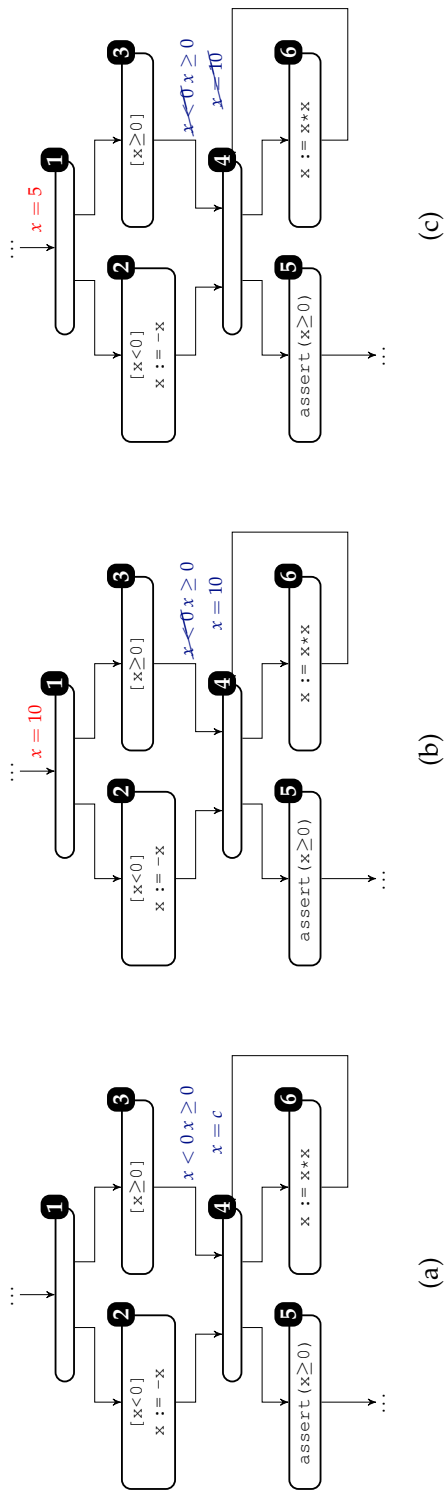 …
1
2
[x<0]
x := -x
3
[x≥0]
x < 0 x ≥ 0
x = c
4
5
assert(x≥0)
6
x := x*x
…
(a)
…
x = 10
1
2
[x<0]
x := -x
3
[x≥0]
x < 0 x ≥ 0
x = 10
4
5
assert(x≥0)
6
x := x*x
…
(b)
…
x = 5
1
2
[x<0]
x := -x
3
[x≥0]
x < 0 x ≥ 0
x = 10
4
5
assert(x≥0)
6
x := x*x
…
(c)